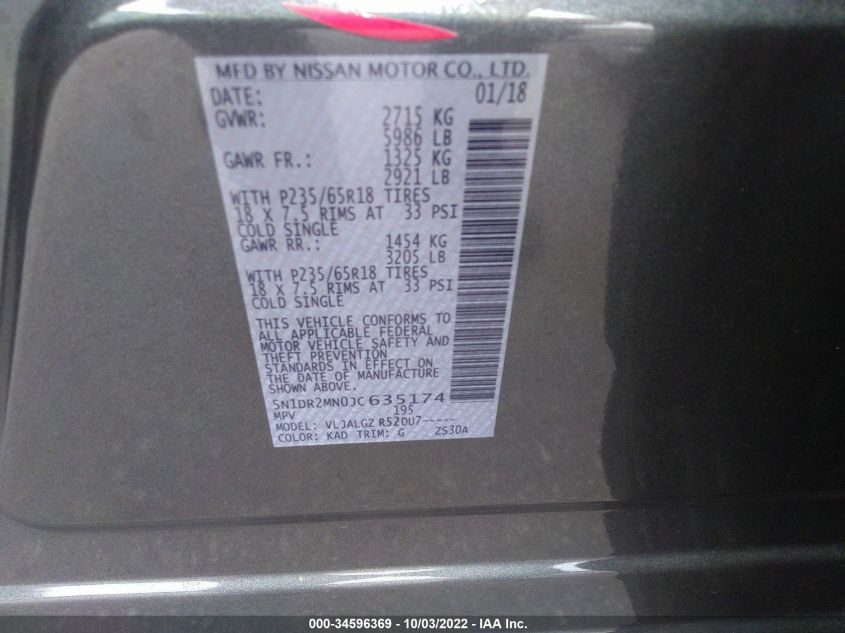 MFD BY NISSAN MOTOR CO., LTD.
DATE: 01/18
GVWR: 2715 KG
5986 LB
GAWR FR.: 1325 KG
2921 LB
WITH P235/65R18 TIRES
18 X 7.5 RIMS AT 33 PSI
COLD SINGLE
GAWR RR.: 1454 KG
3205 LB
WITH P235/65R18 TIRES
18 X 7.5 RIMS AT 33 PSI
COLD SINGLE
THIS VEHICLE CONFORMS TO
ALL APPLICABLE FEDERAL
MOTOR VEHICLE SAFETY AND
THEFT PREVENTION
STANDARDS IN EFFECT ON
THE DATE OF MANUFACTURE
SHOWN ABOVE.
5N1DR2MN0JC635174
MPV 195
MODEL: VLJALGZ R52DU7-----
COLOR: KAD TRIM: G ZS30A
000-34596369 - 10/03/2022 - IAA Inc.